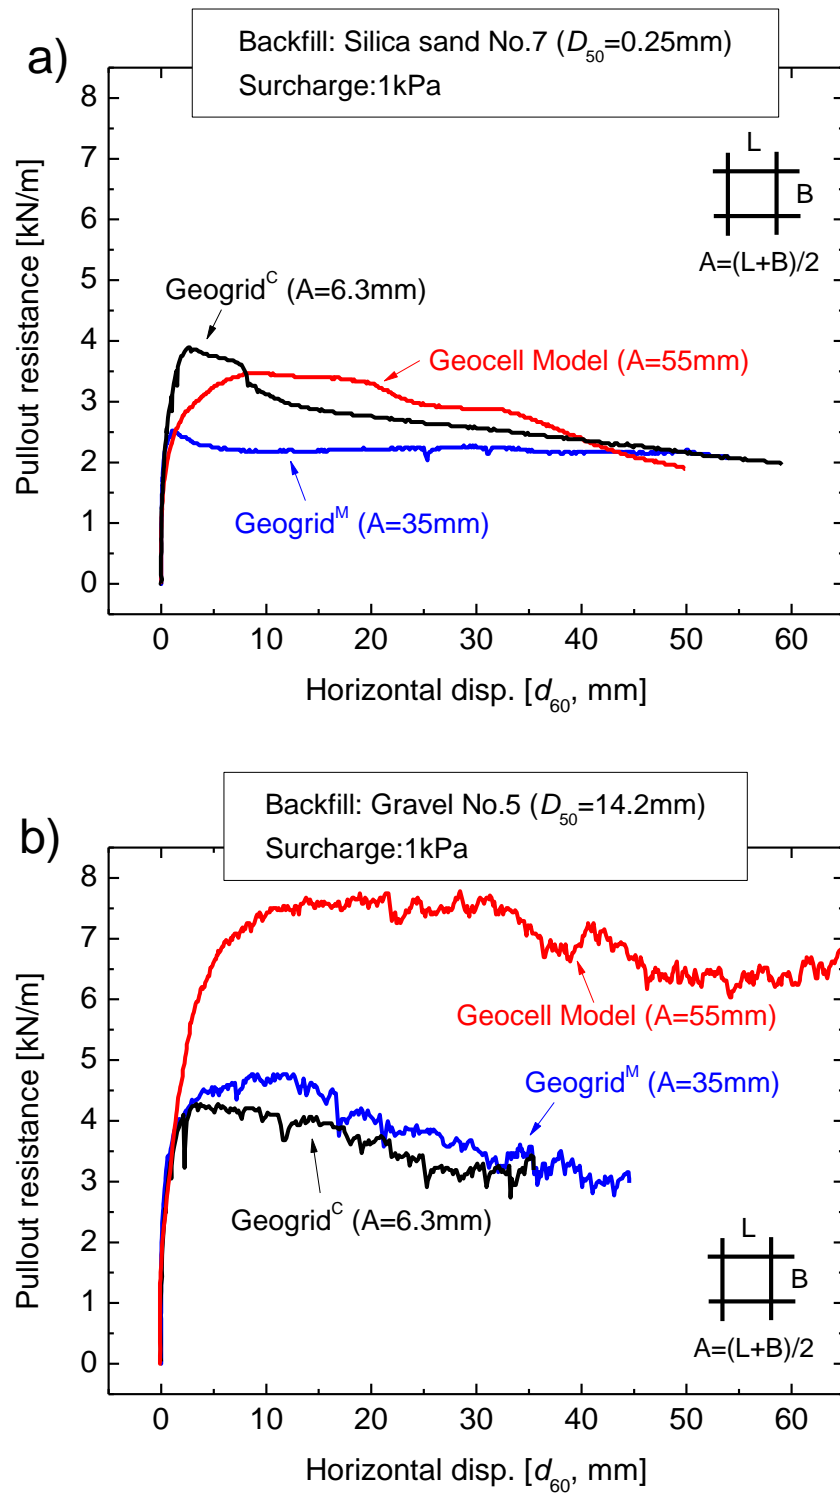 a)
Backfill: Silica sand No.7 (D50=0.25mm)
Surcharge:1kPa
8
7
6
5
4
3
2
1
0
Pullout resistance [kN/m]
L
B
A=(L+B)/2
Geogrid^C (A=6.3mm)
Geocell Model (A=55mm)
Geogrid^M (A=35mm)
0 10 20 30 40 50 60
Horizontal disp. [d60, mm]
b)
Backfill: Gravel No.5 (D50=14.2mm)
Surcharge:1kPa
8
7
6
5
4
3
2
1
0
Pullout resistance [kN/m]
Geocell Model (A=55mm)
Geogrid^M (A=35mm)
Geogrid^C (A=6.3mm)
L
B
A=(L+B)/2
0 10 20 30 40 50 60
Horizontal disp. [d60, mm]